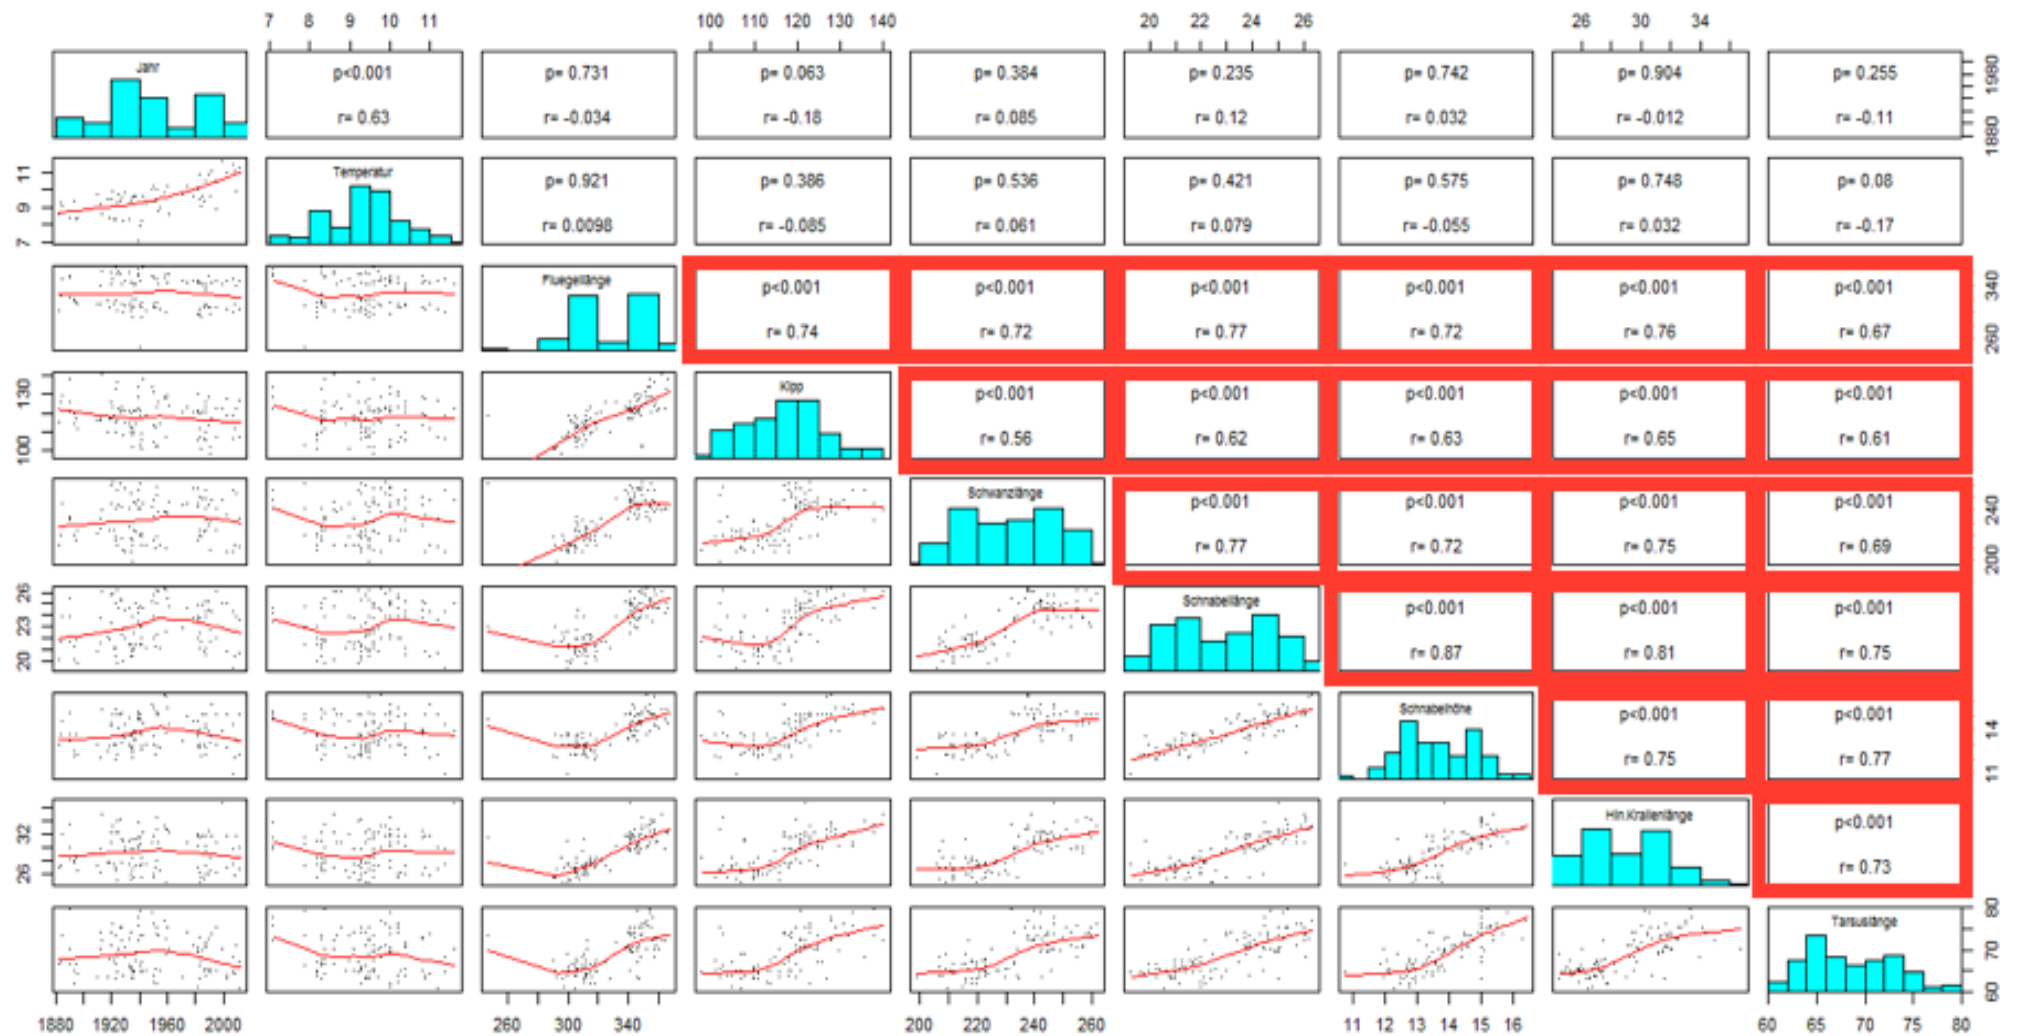 7 8 9 10 11 100 110 120 130 140 20 22 24 26 26 30 34
Jahr p<0.001 p= 0.731 p= 0.063 p= 0.384 p= 0.235 p= 0.742 p= 0.904 p= 0.255
r= 0.63 r= -0.034 r= -0.18 r= 0.085 r= 0.12 r= 0.032 r= -0.012 r= -0.11
1880 1980
Temperatur p= 0.921 p= 0.386 p= 0.536 p= 0.421 p= 0.575 p= 0.748 p= 0.08
r= 0.0098 r= -0.085 r= 0.061 r= 0.079 r= -0.055 r= 0.032 r= -0.17
7 9 11
Fluegellänge p<0.001 p<0.001 p<0.001 p<0.001 p<0.001 p<0.001
r= 0.74 r= 0.72 r= 0.77 r= 0.72 r= 0.76 r= 0.67
260 340
Kipp p<0.001 p<0.001 p<0.001 p<0.001 p<0.001
r= 0.56 r= 0.62 r= 0.63 r= 0.65 r= 0.61
100 130
Schwanzlänge p<0.001 p<0.001 p<0.001 p<0.001
r= 0.77 r= 0.72 r= 0.75 r= 0.69
200 240
Schnabellänge p<0.001 p<0.001 p<0.001
r= 0.87 r= 0.81 r= 0.75
20 23 26
Schnabelhöhe p<0.001 p<0.001
r= 0.75 r= 0.77
11 14
Hin.Krallenlänge p<0.001
r= 0.73
26 32
Tarsuslänge
60 70 80
1880 1920 1960 2000 260 300 340 200 220 240 260 11 12 13 14 15 16 60 65 70 75 80